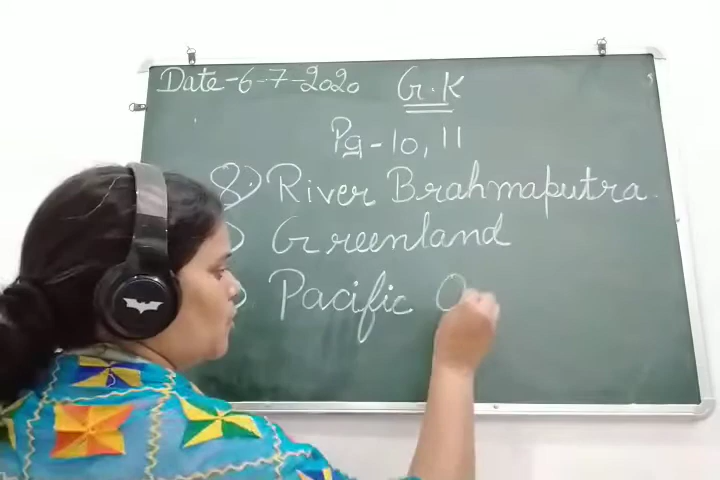 Date-6-7-2020 G.K
Pg-10,11
8) River Brahmaputra.
) Greenland
) Pacific O